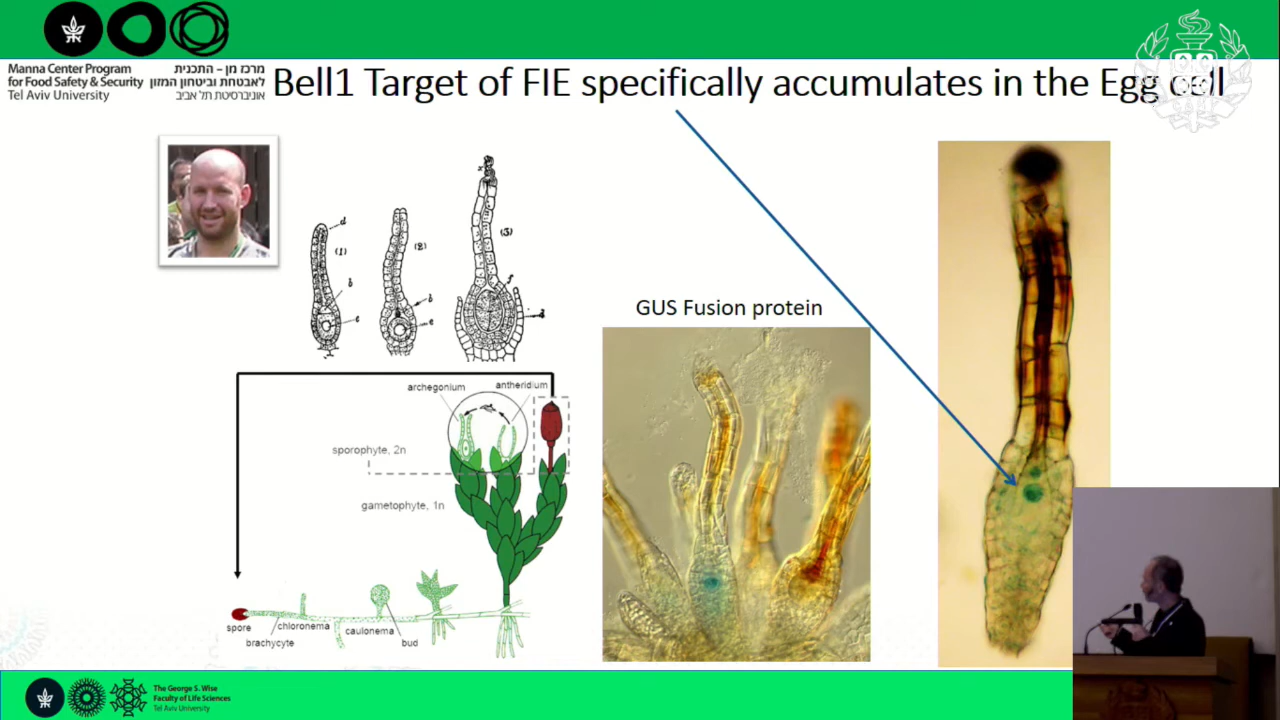 Manna Center Program
for Food Safety & Security
Tel Aviv University
מרכז מן – התכנית
לאבטחת וביטחון המזון
אוניברסיטת תל אביב
Bell1 Target of FIE specifically accumulates in the Egg cell
d
(1)
b
c
(2)
b
e
(3)
f
GUS Fusion protein
archegonium
antheridium
sporophyte, 2n
gametophyte, 1n
spore
chloronema
brachycyte
caulonema
bud
The George S. Wise
Faculty of Life Sciences
Tel Aviv University